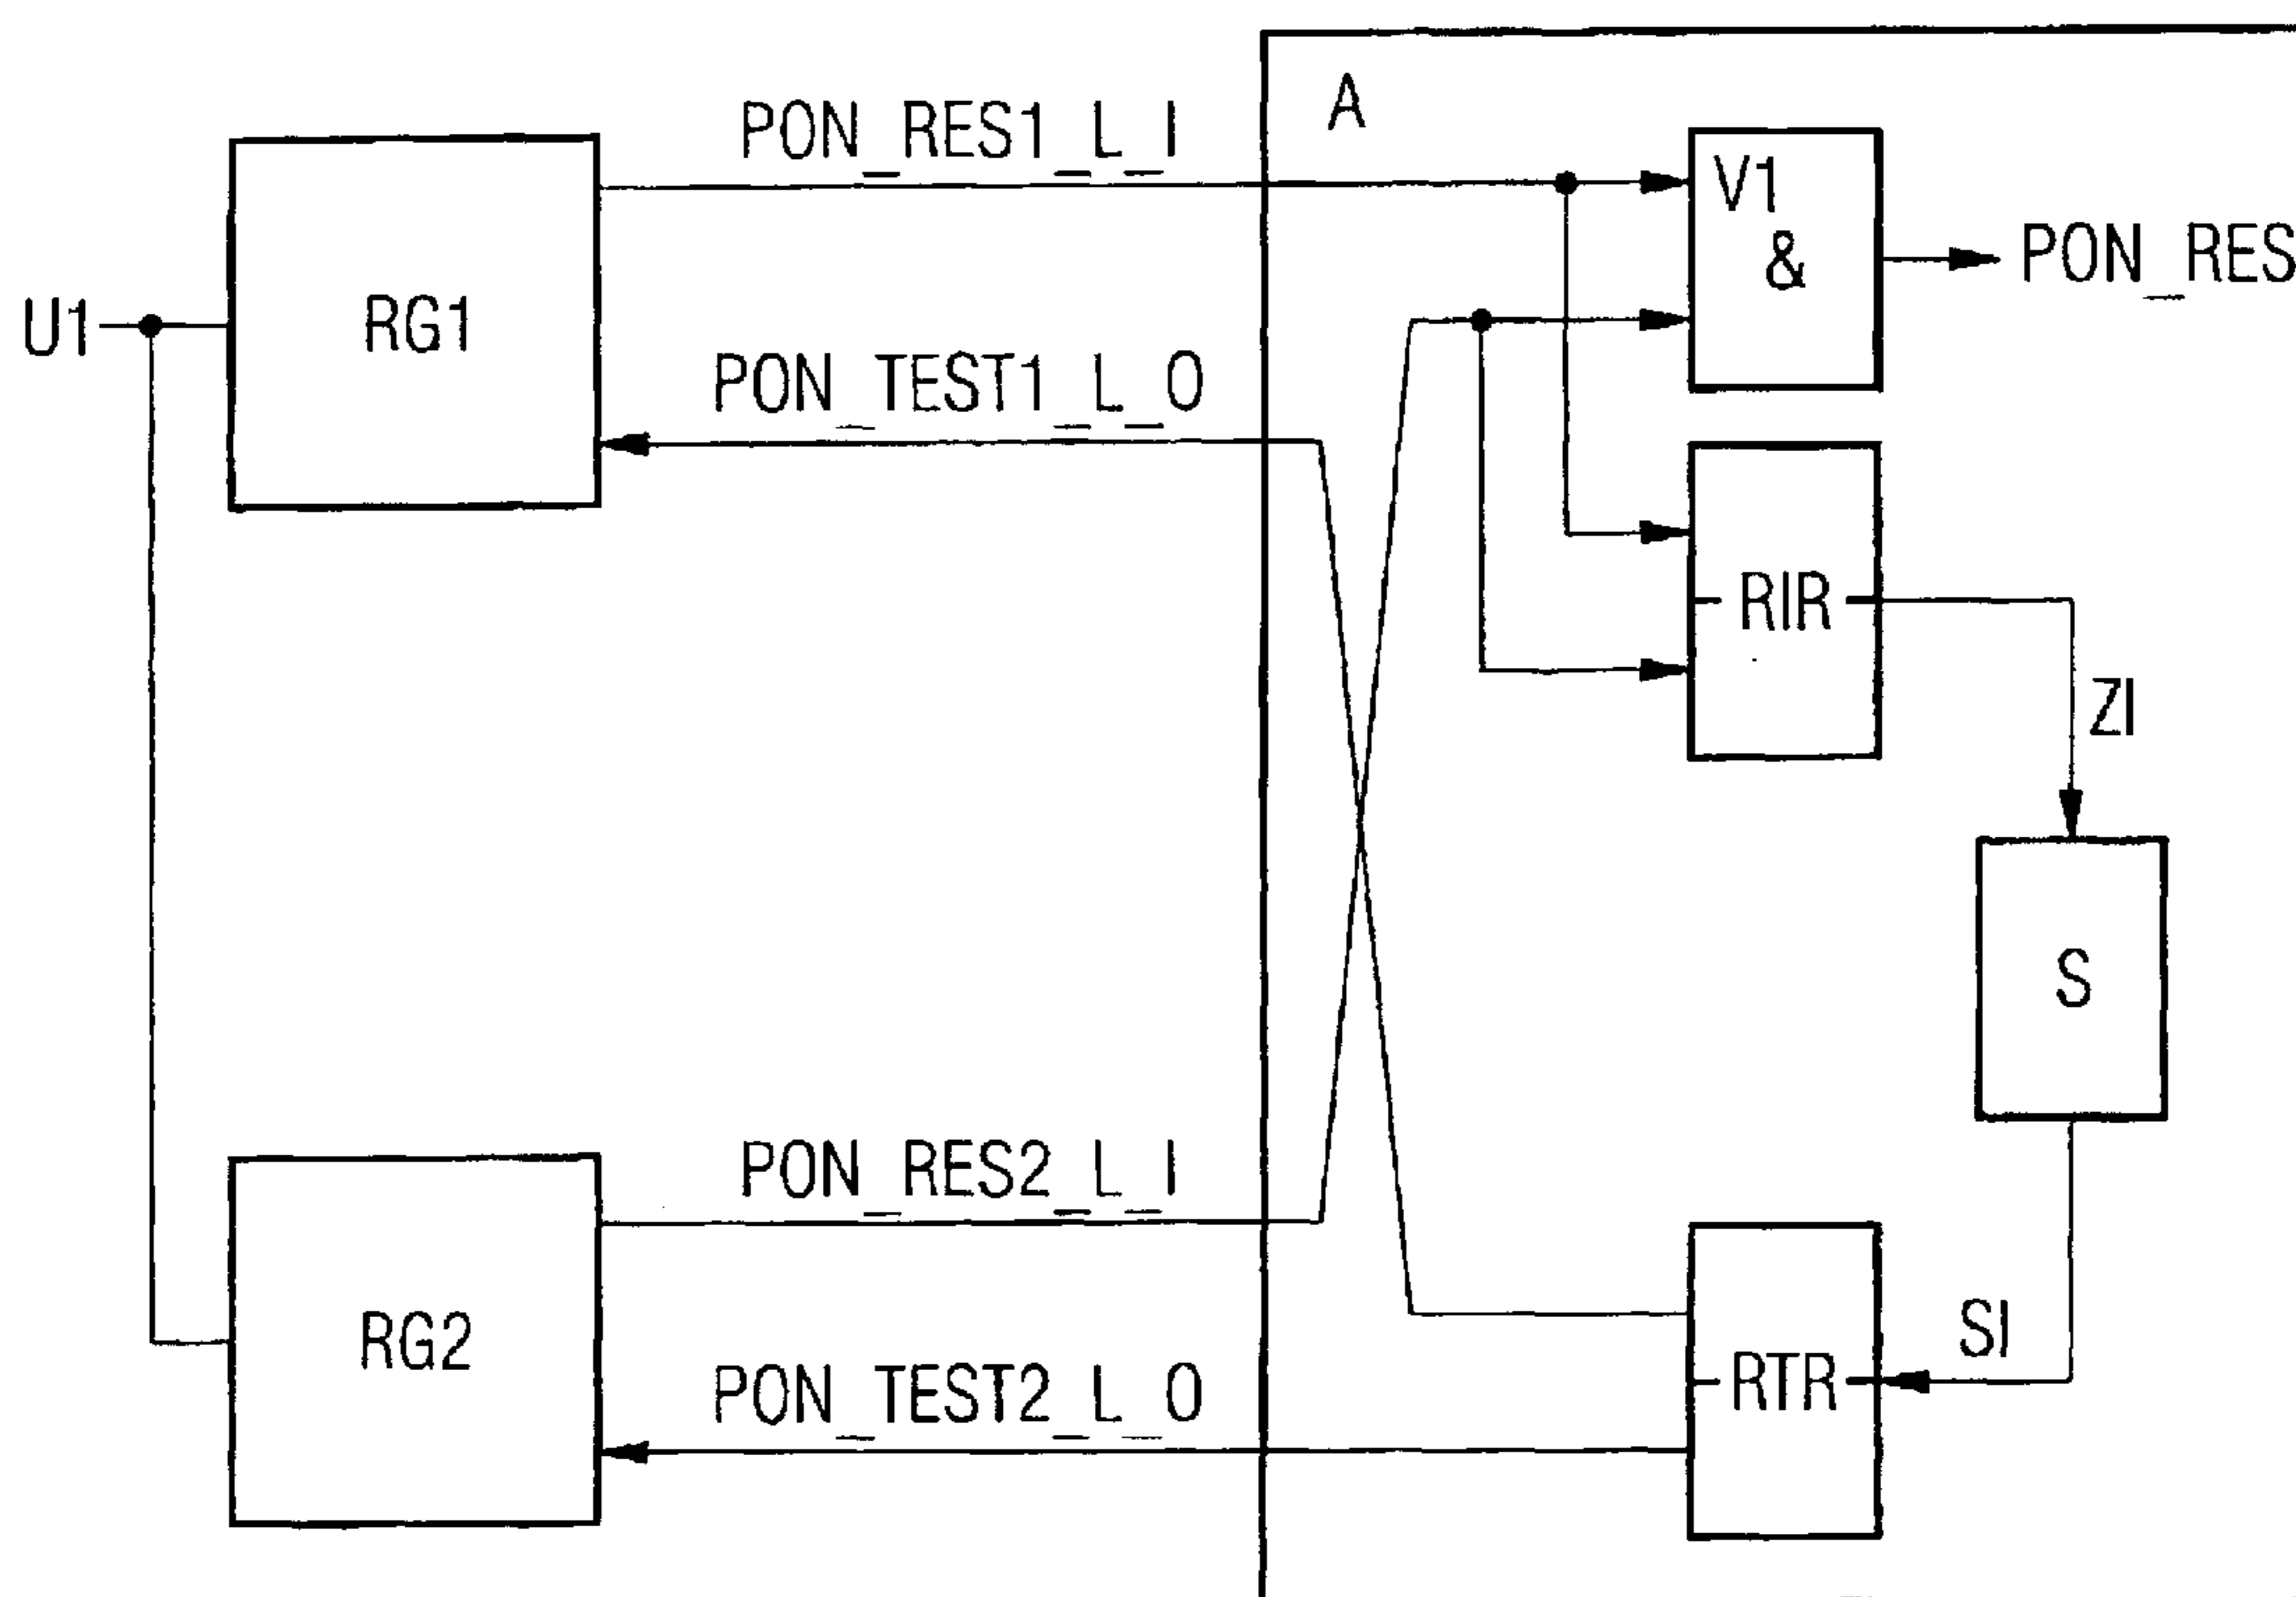 A
PON_RES1_L_I
V1
&
PON_RES
U1
RG1
PON_TEST1_L_O
RIR
ZI
S
PON_RES2_L_I
RG2
SI
RTR
PON_TEST2_L_O